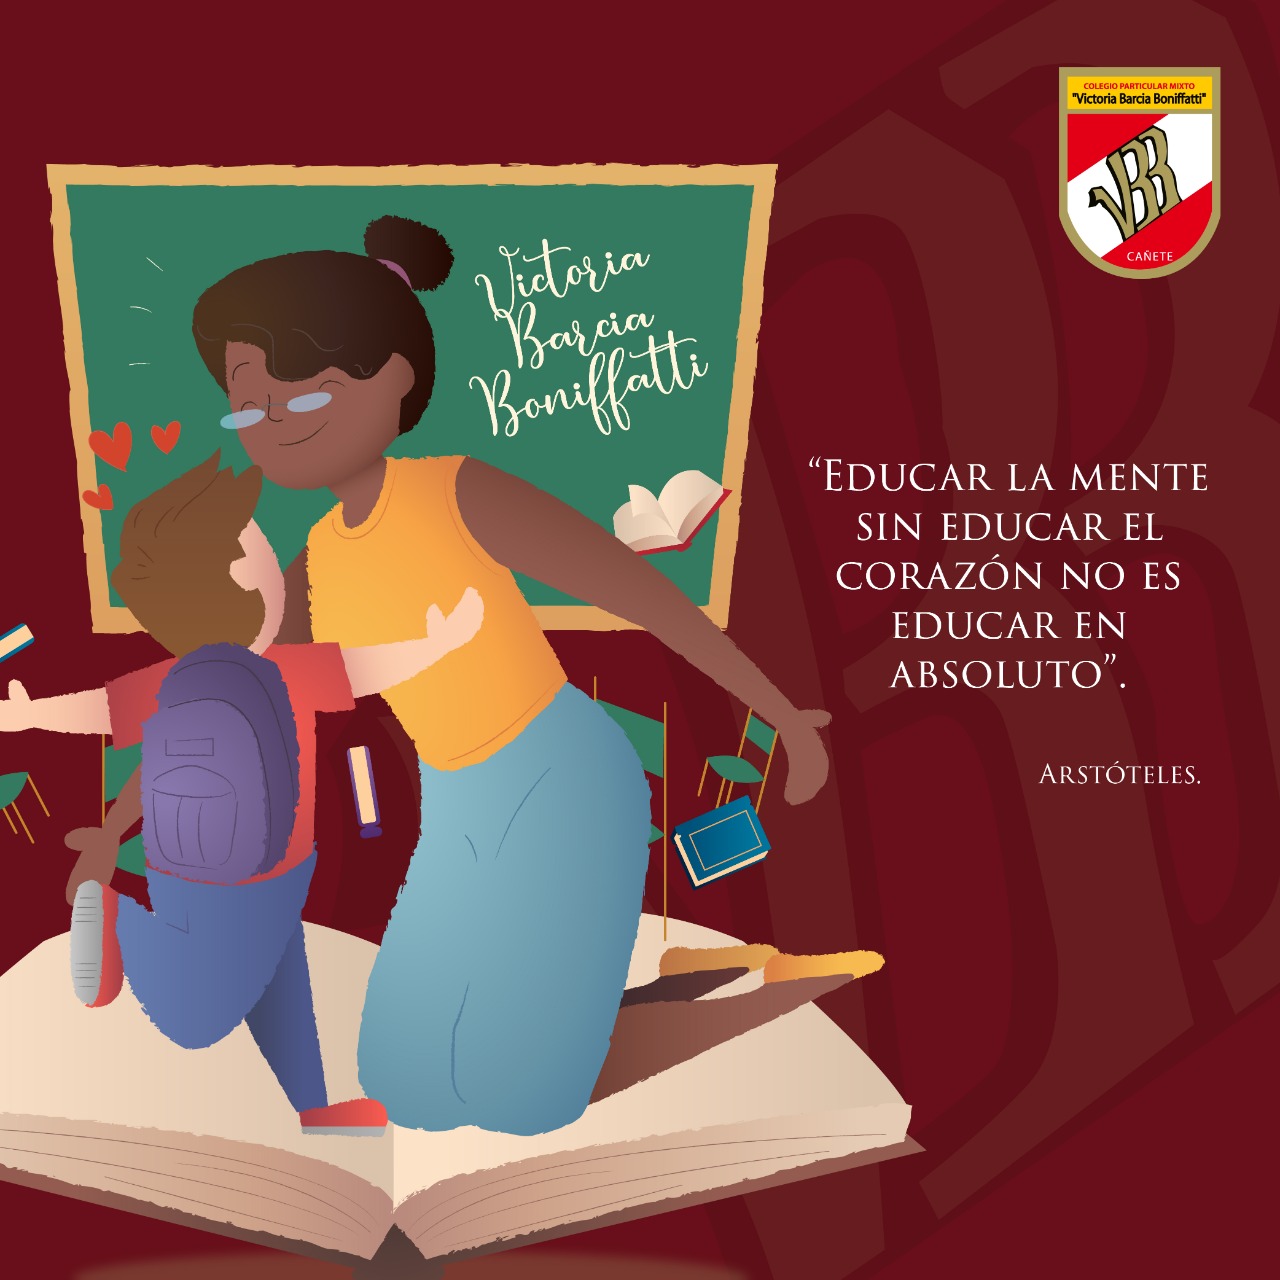 COLEGIO PARTICULAR MIXTO
"Victoria Barcia Boniffatti"
VBB
CAÑETE
Victoria
Barcia
Boniffatti
“EDUCAR LA MENTE
SIN EDUCAR EL
CORAZÓN NO ES
EDUCAR EN
ABSOLUTO”.
ARSTÓTELES.